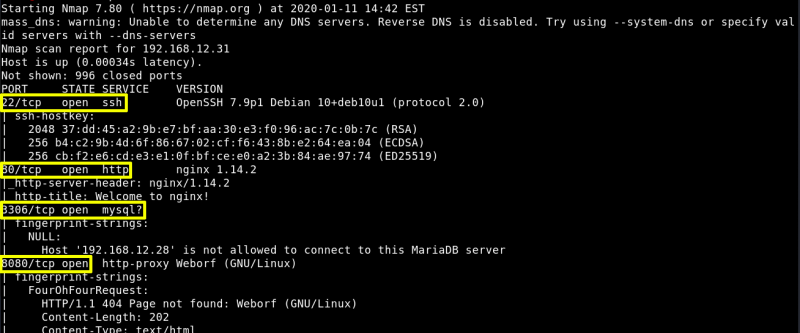 Starting Nmap 7.80 ( https://nmap.org ) at 2020-01-11 14:42 EST
mass_dns: warning: Unable to determine any DNS servers. Reverse DNS is disabled. Try using --system-dns or specify val
id servers with --dns-servers
Nmap scan report for 192.168.12.31
Host is up (0.00034s latency).
Not shown: 996 closed ports
PORT     STATE SERVICE    VERSION
22/tcp   open  ssh        OpenSSH 7.9p1 Debian 10+deb10u1 (protocol 2.0)
| ssh-hostkey:
|   2048 37:dd:45:a2:9b:e7:bf:aa:30:e3:f0:96:ac:7c:0b:7c (RSA)
|   256 b4:c2:9b:4d:6f:86:67:02:cf:f6:43:8b:e2:64:ea:04 (ECDSA)
|   256 cb:f2:e6:cd:e3:e1:0f:bf:ce:e0:a2:3b:84:ae:97:74 (ED25519)
80/tcp   open  http       nginx 1.14.2
|_http-server-header: nginx/1.14.2
| http-title: Welcome to nginx!
3306/tcp open  mysql?
| fingerprint-strings:
|   NULL:
|     Host '192.168.12.28' is not allowed to connect to this MariaDB server
8080/tcp open  http-proxy Weborf (GNU/Linux)
| fingerprint-strings:
|   FourOhFourRequest:
|     HTTP/1.1 404 Page not found: Weborf (GNU/Linux)
|     Content-Length: 202
|     Content-Type: text/html